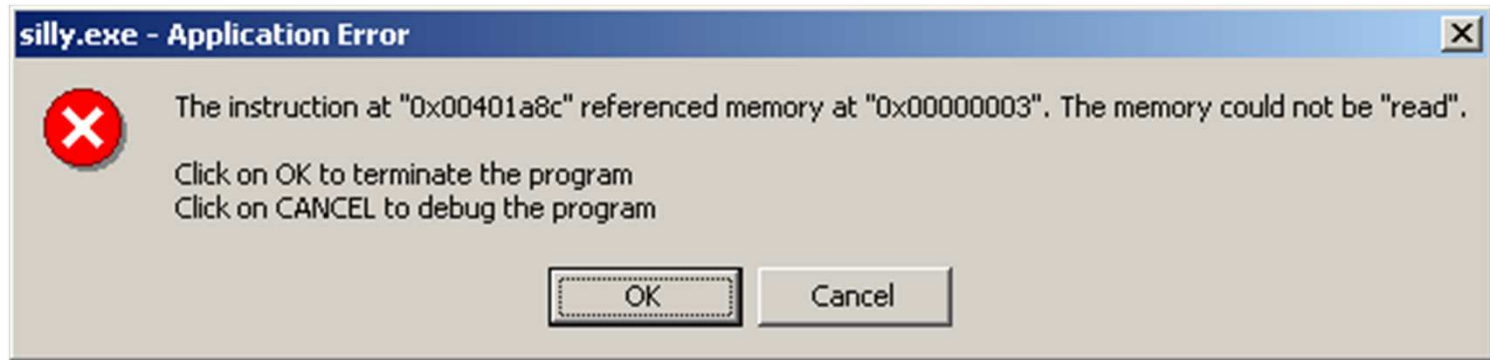 silly.exe - Application Error
The instruction at "0x00401a8c" referenced memory at "0x00000003". The memory could not be "read".
Click on OK to terminate the program
Click on CANCEL to debug the program
OK Cancel